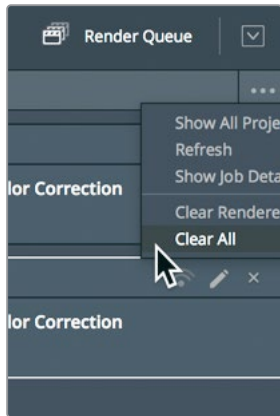 Render Queue
Show All Proje
Refresh
Show Job Deta
Clear Rendere
Clear All
lor Correction
lor Correction